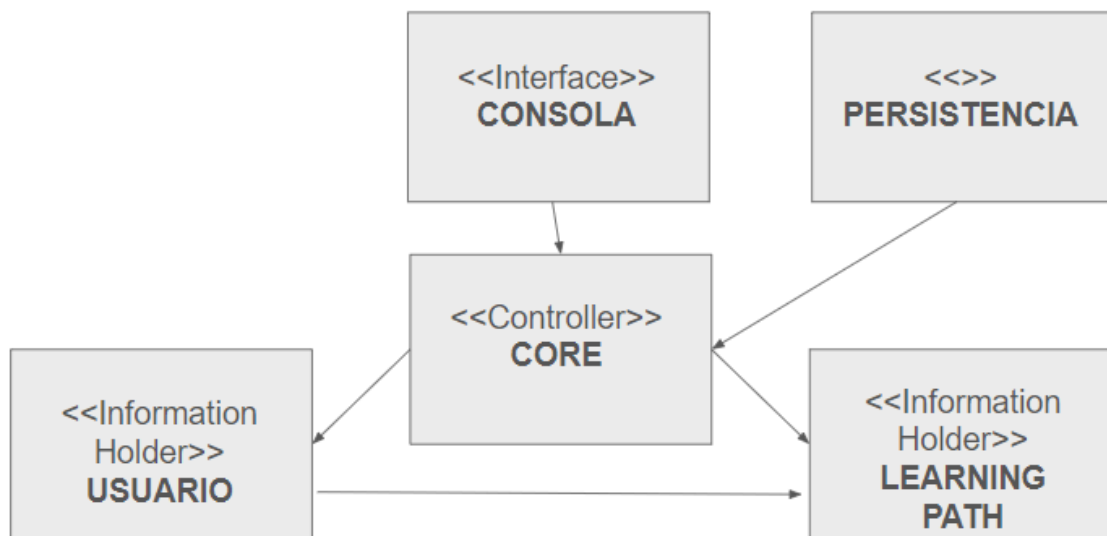 <<Interface>>
CONSOLA
<<>>
PERSISTENCIA
<<Controller>>
CORE
<<Information
Holder>>
USUARIO
<<Information
Holder>>
LEARNING
PATH